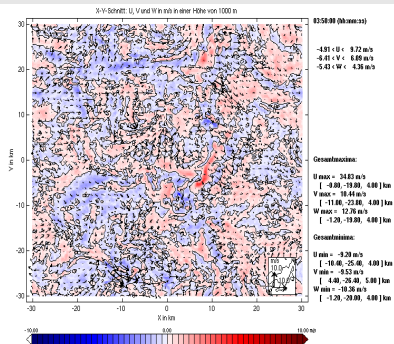 X-Y-Schnitt: U, V und W in m/s in einer Höhe von 1000 m
03:50:00 (hh:mm:ss)
-4.91 < U < 9.72 m/s
-6.41 < V < 6.09 m/s
-5.43 < W < 4.36 m/s
Gesamtmaxima:
U max = 34.83 m/s
[ -0.80, -19.80, 4.00 ] km
V max = 10.44 m/s
[ -11.00, -23.80, 4.00 ] km
W max = 12.76 m/s
[ -1.20, -19.80, 4.00 ] km
Gesamtminima:
U min = -9.20 m/s
[ -10.40, -25.40, 4.00 ] km
V min = -9.53 m/s
[ 4.40, -26.40, 5.00 ] km
W min = -10.36 m/s
[ -1.20, -20.00, 4.00 ] km
30
20
10
0
-10
-20
-30
Y in km
m/s
10.0
-30 -20 -10 0 10 20 30
X in km
-10.00 0.00 10.00 m/s